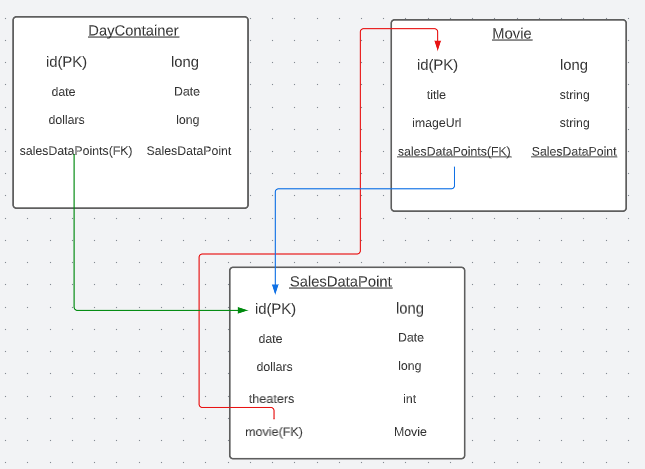 DayContainer
id(PK) long
date Date
dollars long
salesDataPoints(FK) SalesDataPoint
Movie
id(PK) long
title string
imageUrl string
salesDataPoints(FK) SalesDataPoint
SalesDataPoint
id(PK) long
date Date
dollars long
theaters int
movie(FK) Movie